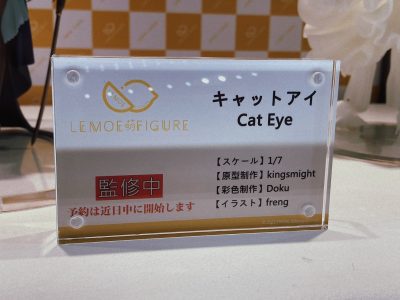 キャットアイ
Cat Eye
LEMOE FIGURE
【スケール】1/7
【原型制作】kingsmight
【彩色制作】Doku
【イラスト】freng
監修中
予約は近日中に開始します